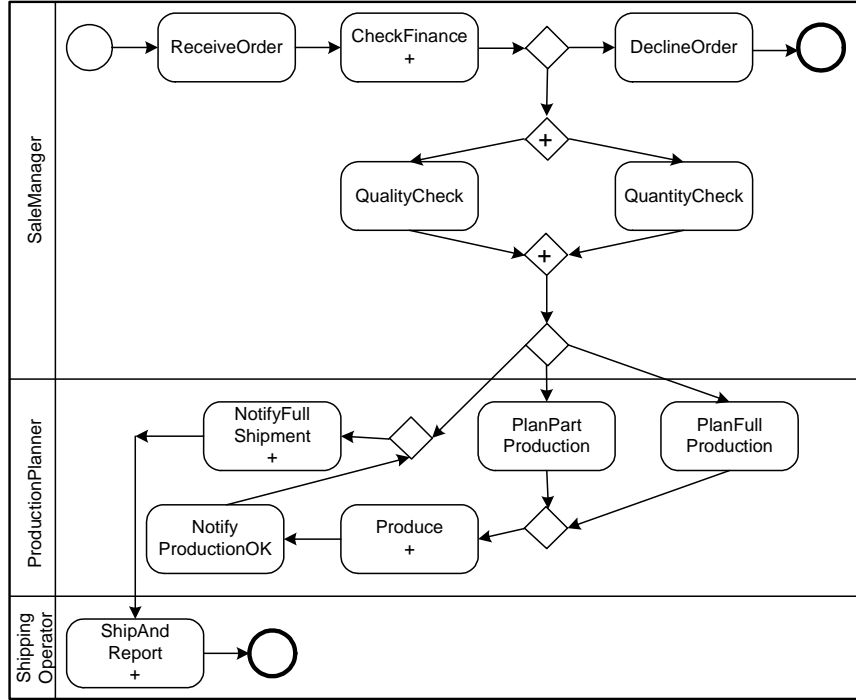 SaleManager
ReceiveOrder
CheckFinance
+
DeclineOrder
+
QualityCheck
QuantityCheck
+
ProductionPlanner
NotifyFull
Shipment
+
PlanPart
Production
PlanFull
Production
Notify
ProductionOK
Produce
+
Shipping
Operator
ShipAnd
Report
+